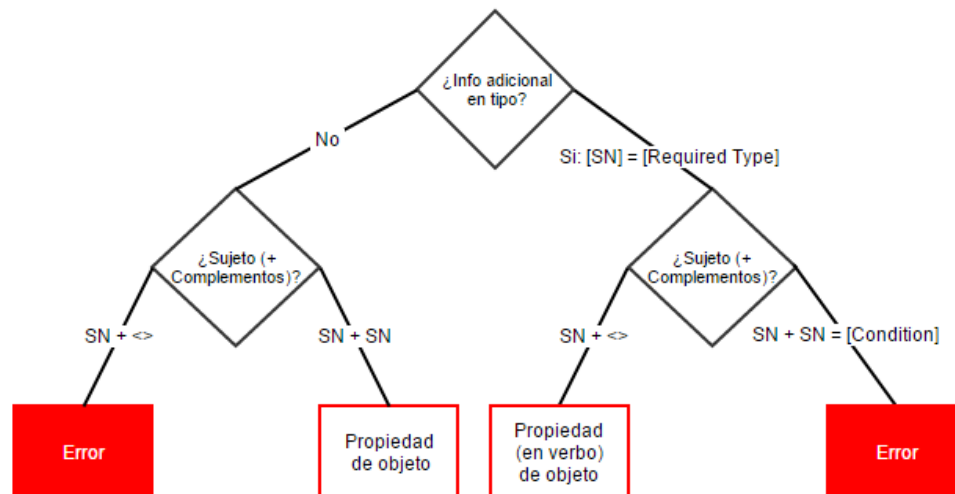 ¿Info adicional
en tipo?
No
Si: [SN] = [Required Type]
¿Sujeto (+
Complementos)?
¿Sujeto (+
Complementos)?
SN + <>
SN + SN
SN + <>
SN + SN = [Condition]
Error
Propiedad
de objeto
Propiedad
(en verbo)
de objeto
Error